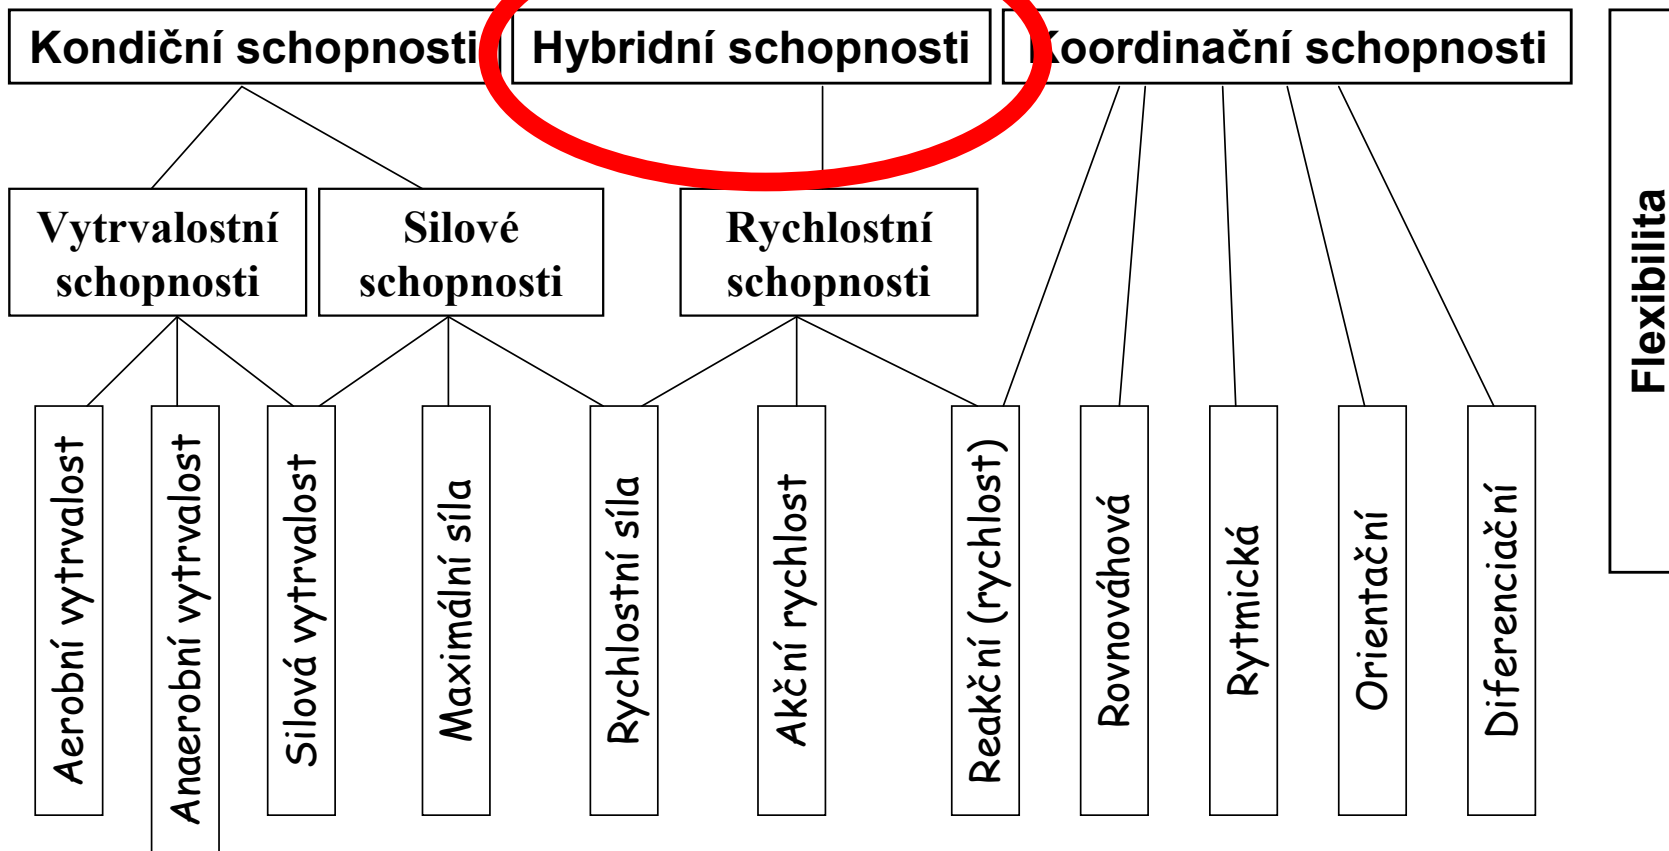 Kondiční schopnosti
Hybridní schopnosti
Koordinační schopnosti
Flexibilita
Vytrvalostní
schopnosti
Silové
schopnosti
Rychlostní
schopnosti
Aerobní vytrvalost
Anaerobní vytrvalost
Silová vytrvalost
Maximální síla
Rychlostní síla
Akční rychlost
Reakční (rychlost)
Rovnováhová
Rytmická
Orientační
Diferenciační